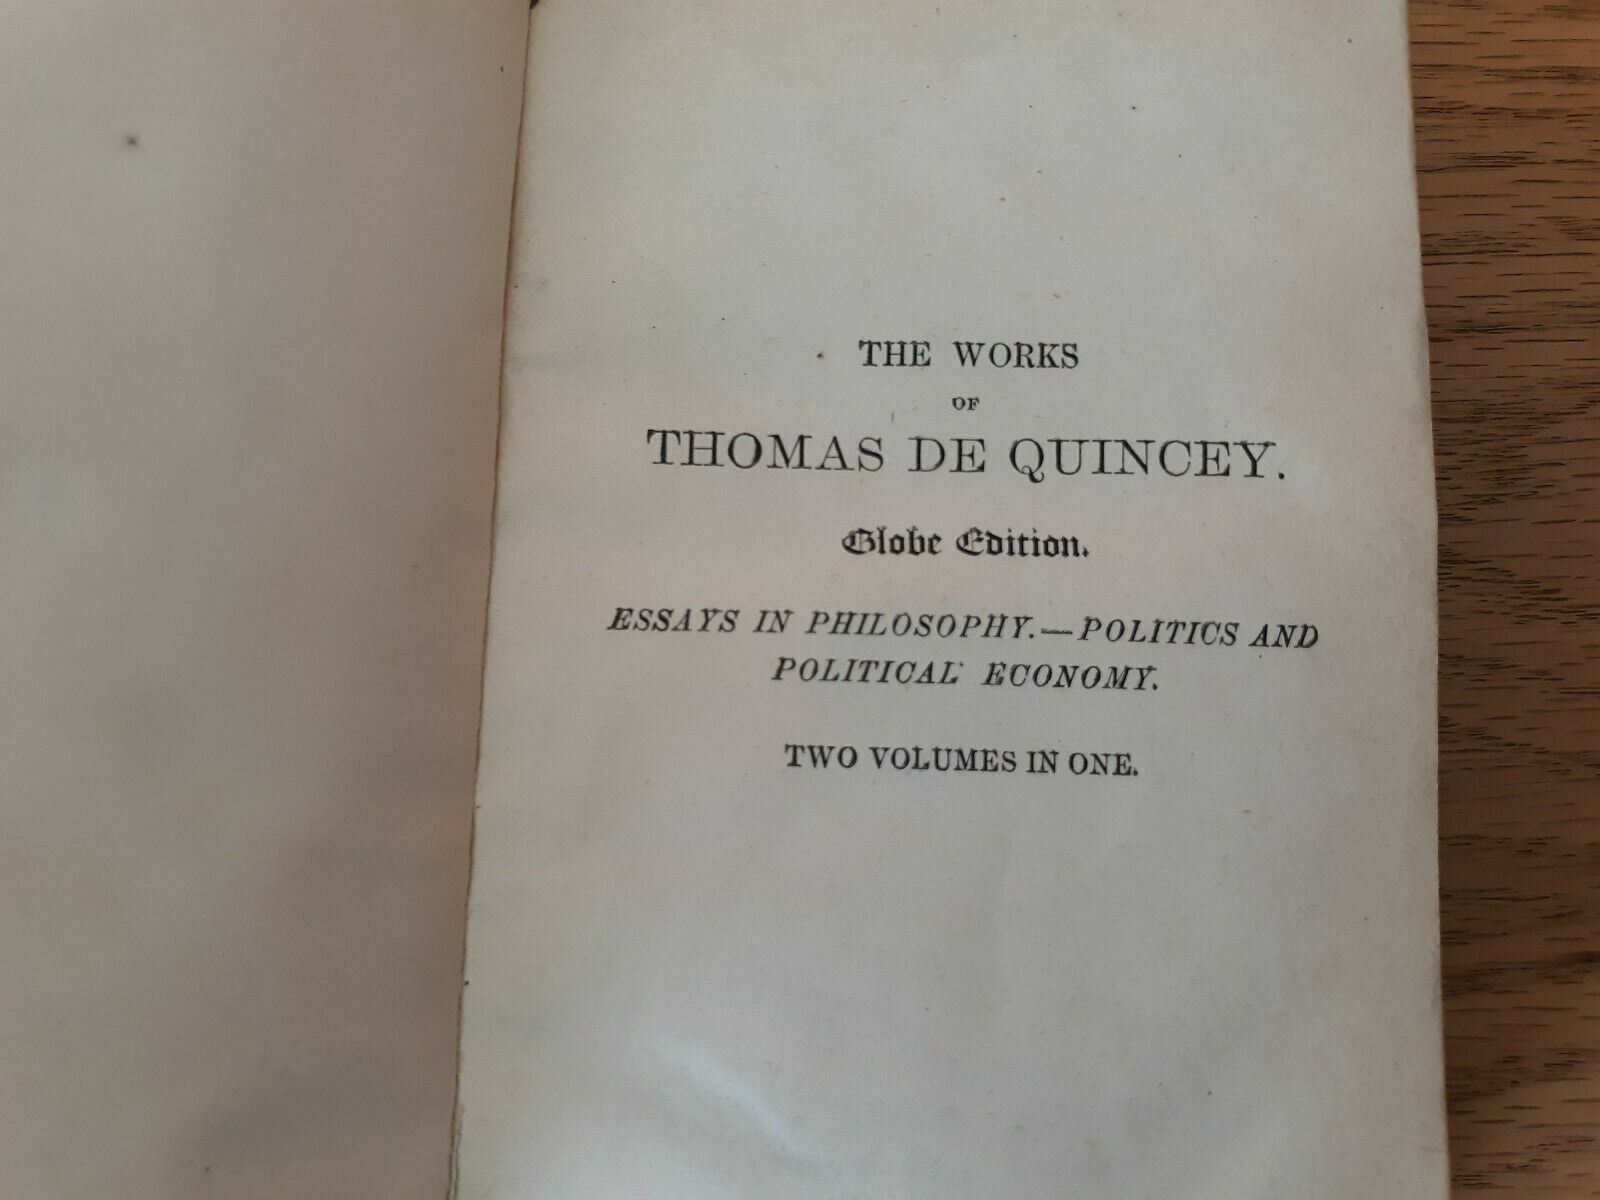 THE WORKS
OF
THOMAS DE QUINCEY.
Globe Edition.
ESSAYS IN PHILOSOPHY.—POLITICS AND
POLITICAL ECONOMY.
TWO VOLUMES IN ONE.